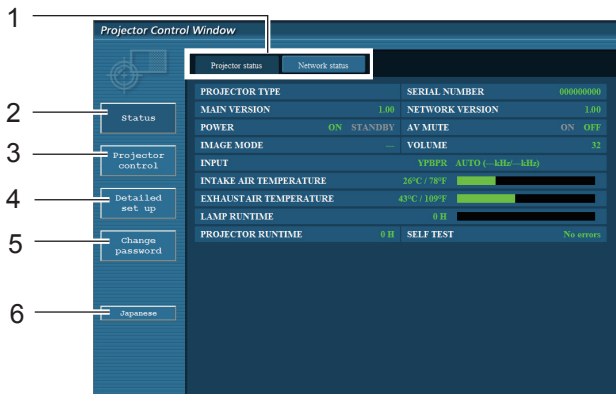 1
Projector Control Window
Projector status Network status
2
3
4
5
6
Status
Projector
control
Detailed
set up
Change
password
Japanese
PROJECTOR TYPE SERIAL NUMBER 000000000
MAIN VERSION 1.00 NETWORK VERSION 1.00
POWER ON STANDBY AV MUTE ON OFF
IMAGE MODE --- VOLUME 32
INPUT YPBPR AUTO (---kHz/---kHz)
INTAKE AIR TEMPERATURE 26°C / 78°F
EXHAUST AIR TEMPERATURE 43°C / 109°F
LAMP RUNTIME 0 H
PROJECTOR RUNTIME 0 H SELF TEST No errors